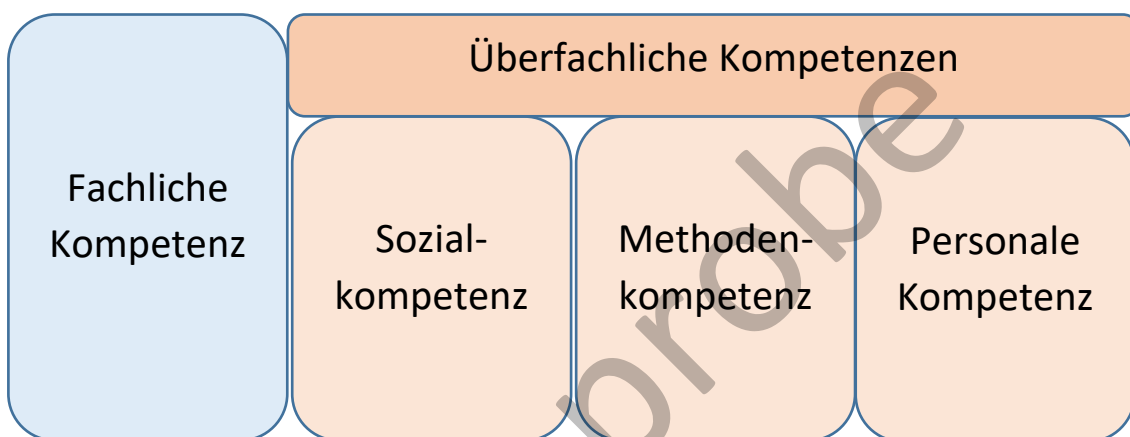 Überfachliche Kompetenzen
Fachliche
Kompetenz
Sozial-
kompetenz
Methoden-
kompetenz
Personale
Kompetenz
probe